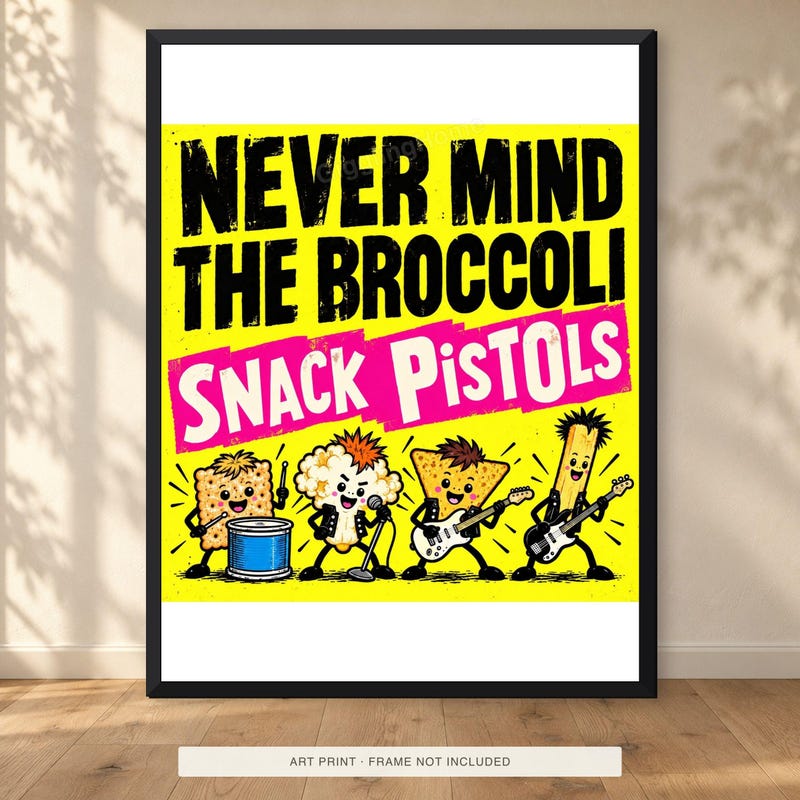 NEVER MIND
THE BROCCOLI
SNACK PiSTOLS
ART PRINT · FRAME NOT INCLUDED